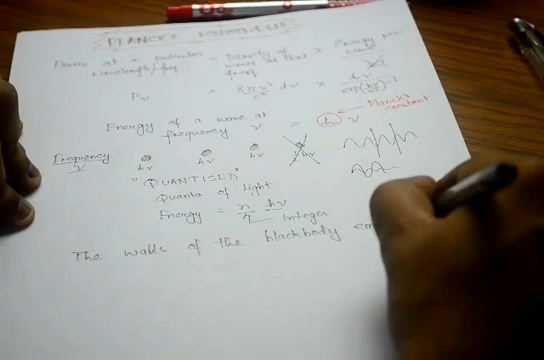 PLANCK'S HYPOTHESIS
Power at a particular wavelength/freq = Density of waves at that freq × Energy per wave
Pν = 8πν²/c³ dν × hν/exp(hν/kT)-1
Energy of a wave at frequency ν = h ν
Planck's constant
Frequency ν hν hν hν
"QUANTISED"
Quanta of light
Energy = n hν
Integer
The walls of the blackbody em